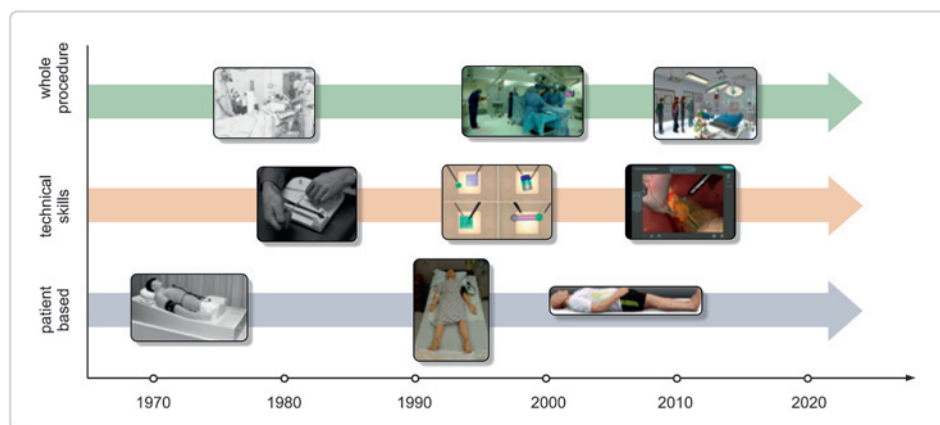 whole
procedure
technical
skills
patient
based
1970
1980
1990
2000
2010
2020